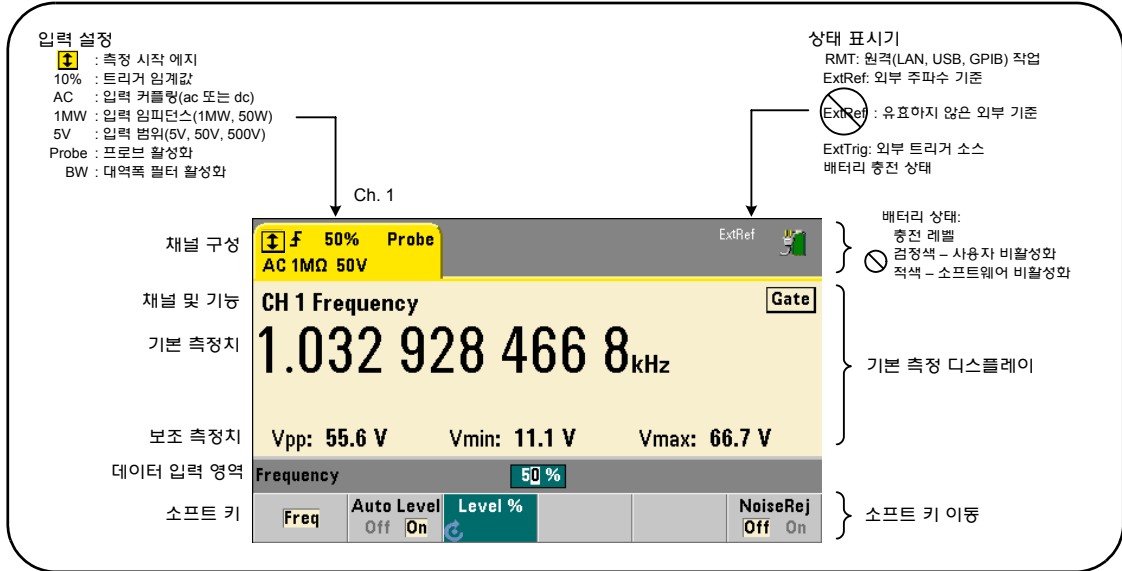 입력 설정
: 측정 시작 에지
10% : 트리거 임계값
AC : 입력 커플링(ac 또는 dc)
1MW : 입력 임피던스(1MW, 50W)
5V : 입력 범위(5V, 50V, 500V)
Probe : 프로브 활성화
BW : 대역폭 필터 활성화
상태 표시기
RMT: 원격(LAN, USB, GPIB) 작업
ExtRef: 외부 주파수 기준
ExtRef : 유효하지 않은 외부 기준
ExtTrig: 외부 트리거 소스
배터리 충전 상태
Ch. 1
채널 구성
50% Probe
AC 1MΩ 50V
ExtRef
배터리 상태:
충전 레벨
검정색 – 사용자 비활성화
적색 – 소프트웨어 비활성화
채널 및 기능
CH 1 Frequency
Gate
기본 측정치
1.032 928 466 8 kHz
기본 측정 디스플레이
보조 측정치
Vpp: 55.6 V Vmin: 11.1 V Vmax: 66.7 V
데이터 입력 영역
Frequency
50 %
소프트 키
Freq
Auto Level
Off On
Level %
NoiseRej
Off On
소프트 키 이동